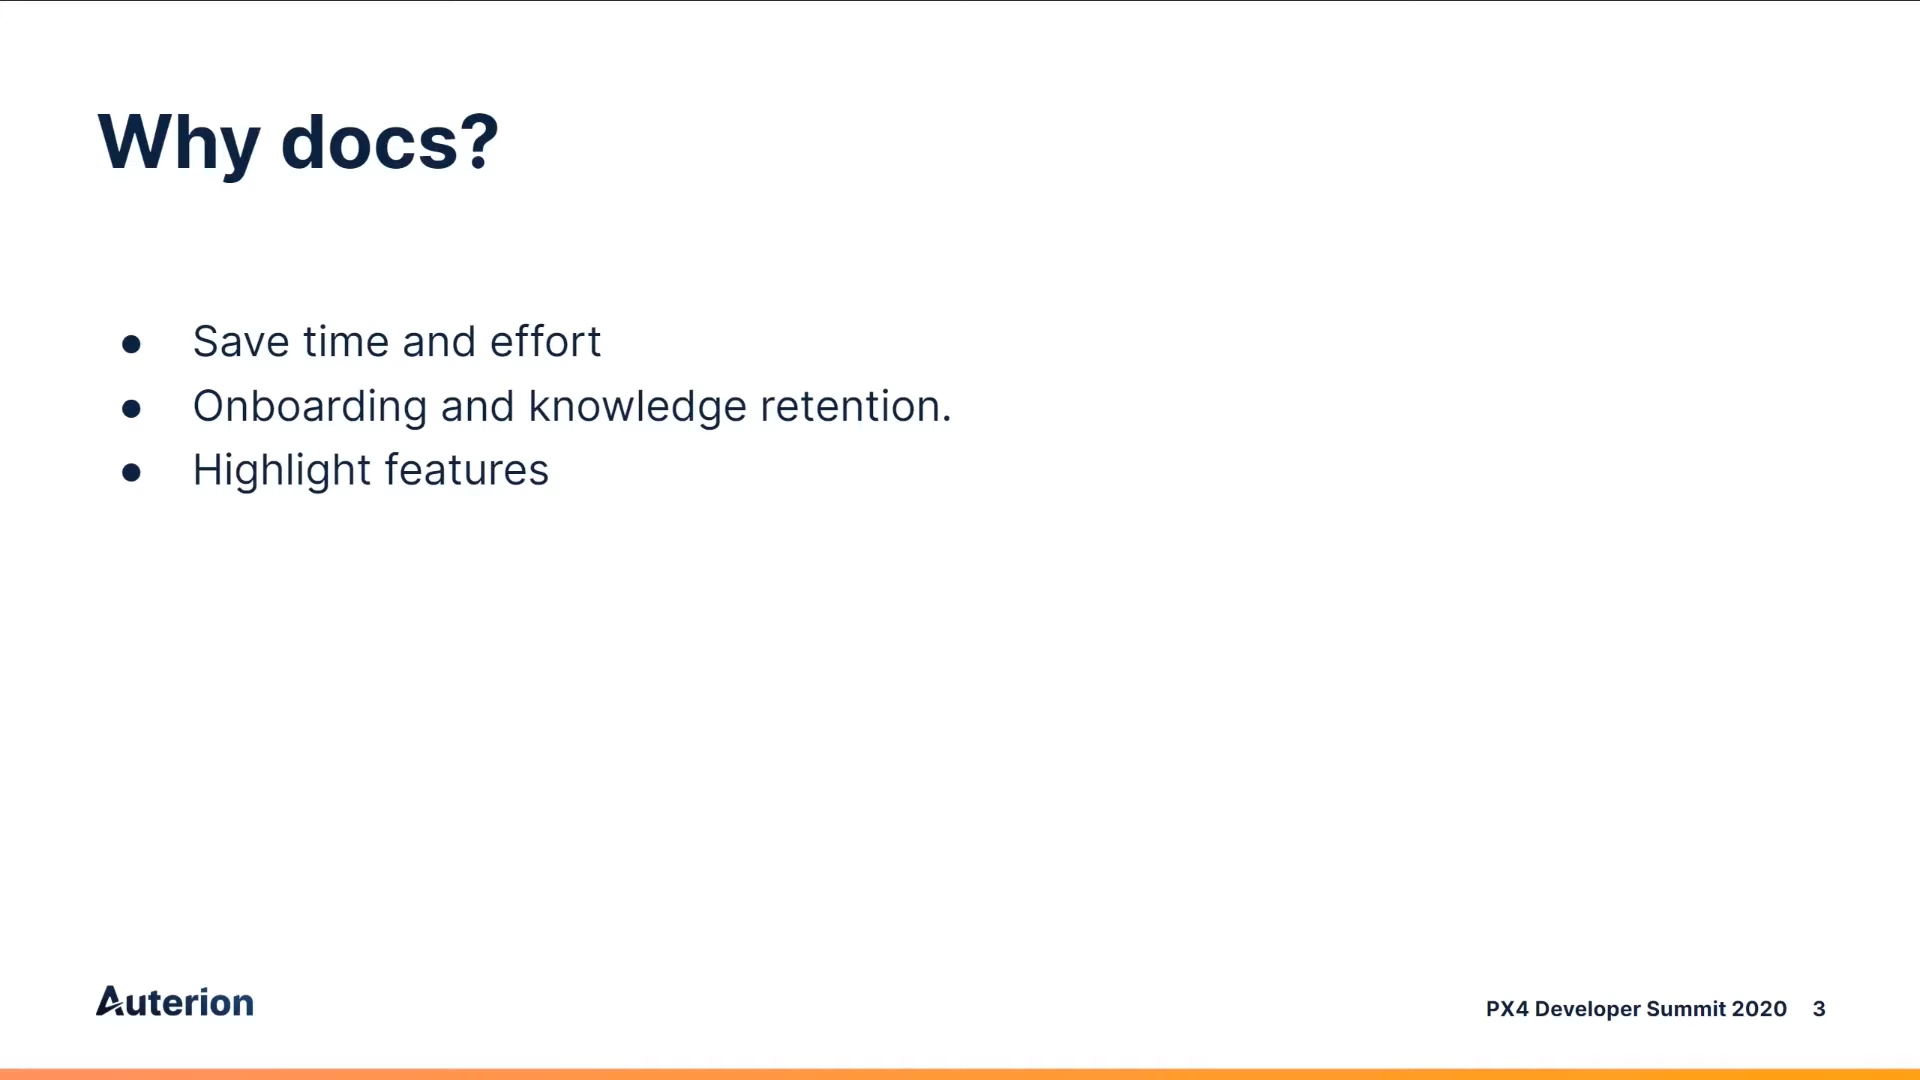 Why docs?
● Save time and effort
● Onboarding and knowledge retention.
● Highlight features
Auterion
PX4 Developer Summit 2020 3